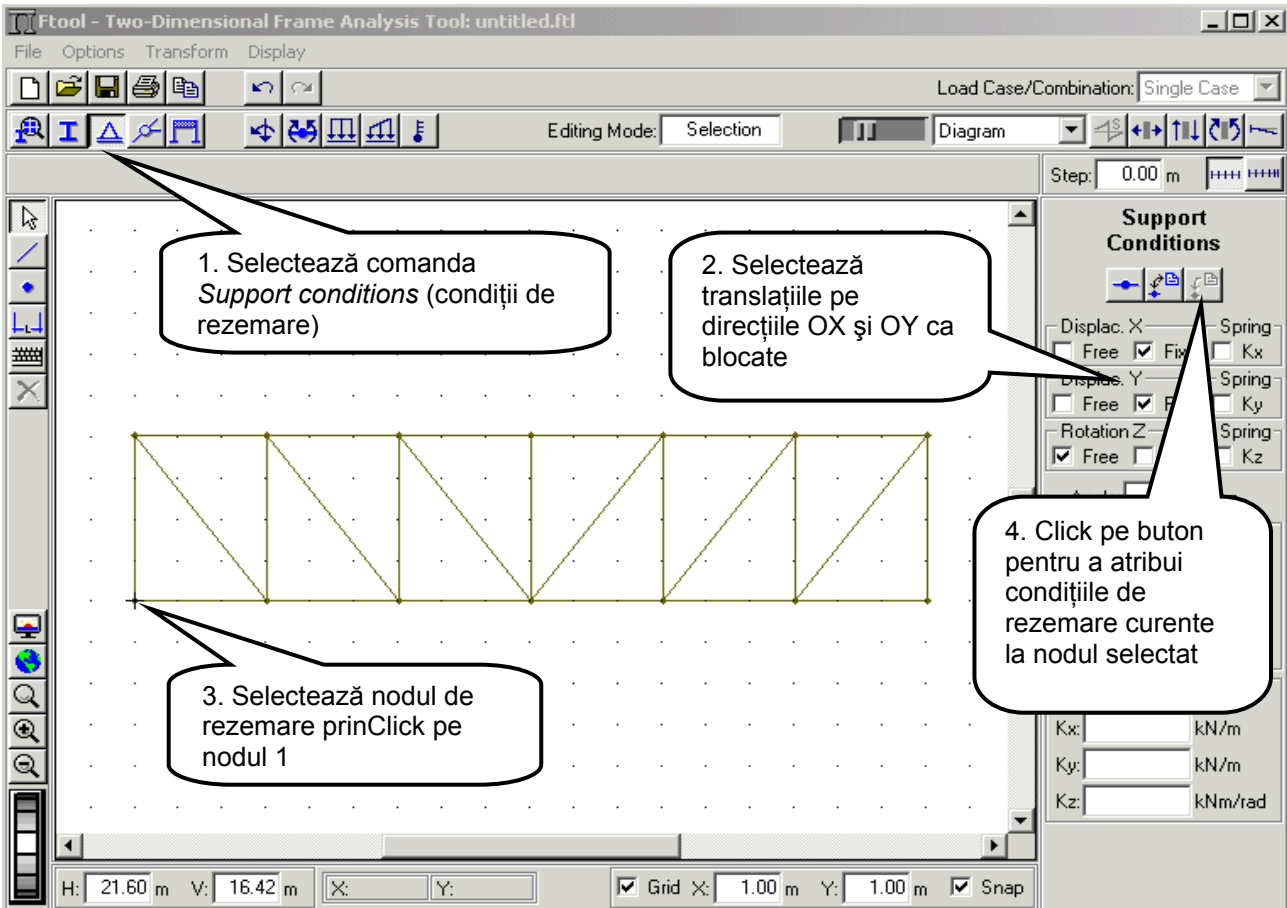 Ftool - Two-Dimensional Frame Analysis Tool: untitled.ftl
File Options Transform Display
Load Case/Combination: Single Case
Editing Mode: Selection Diagram
Step: 0.00 m
Support
Conditions
1. Selectează comanda
Support conditions (condiții de
rezemare)
2. Selectează
translațiile pe
direcțiile OX şi OY ca
blocate
Displac. X Spring
Free Fix Kx
Displac. Y Spring
Free Ky
Rotation Z Spring
Free Kz
4. Click pe buton
pentru a atribui
condițiile de
rezemare curente
la nodul selectat
3. Selectează nodul de
rezemare prinClick pe
nodul 1
Kx: kN/m
Ky: kN/m
Kz: kNm/rad
H: 21.60 m V: 16.42 m X: Y: Grid X: 1.00 m Y: 1.00 m Snap